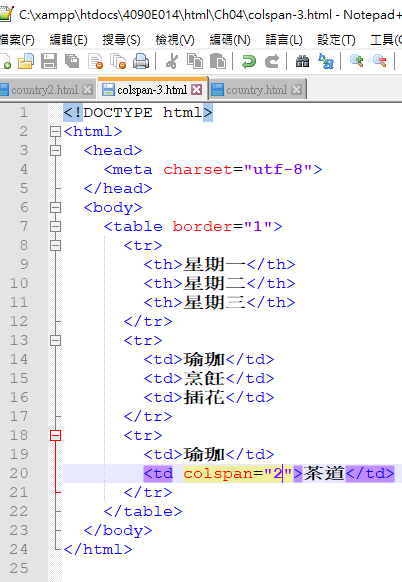 C:\xampp\htdocs\4090E014\html\Ch04\colspan-3.html - Notepad+
檔案(F) 編輯(E) 搜尋(S) 檢視(V) 編碼(N) 語言(L) 設定(T) 工具(
country2.html colspan-3.html country.html
1 <!DOCTYPE html>
2 <html>
3 <head>
4 <meta charset="utf-8">
5 </head>
6 <body>
7 <table border="1">
8 <tr>
9 <th>星期一</th>
10 <th>星期二</th>
11 <th>星期三</th>
12 </tr>
13 <tr>
14 <td>瑜珈</td>
15 <td>烹飪</td>
16 <td>插花</td>
17 </tr>
18 <tr>
19 <td>瑜珈</td>
20 <td colspan="2">茶道</td>
21 </tr>
22 </table>
23 </body>
24 </html>
25